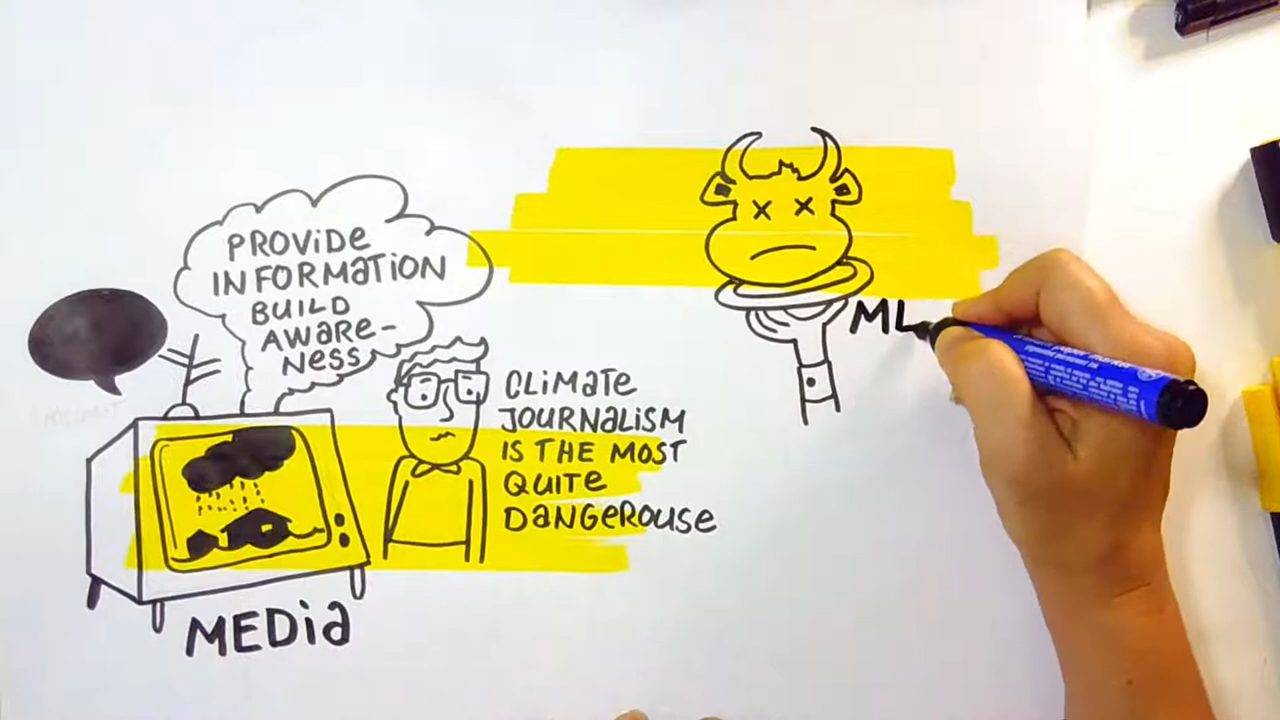 PROViDE
INFORMATiON
BUiLD
AWARE-
NESS
CLiMATE
JOURNALISM
IS THE MOST
QUITE
DANGEROUSE
ML
MEDiA